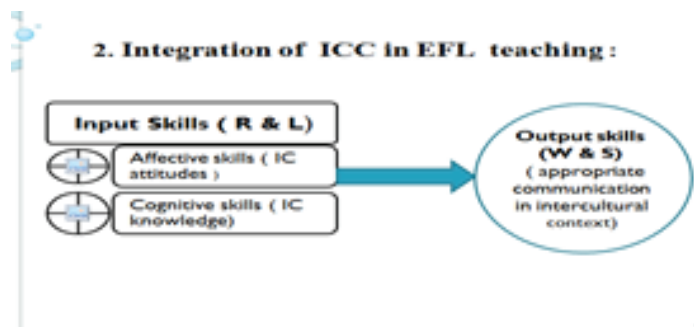 2. Integration of ICC in EFL teaching :
Input Skills ( R & L)
Affective skills ( IC
attitudes )
Cognitive skills ( IC
knowledge)
Output skills
(W & S)
( appropriate
communication
in intercultural
context)